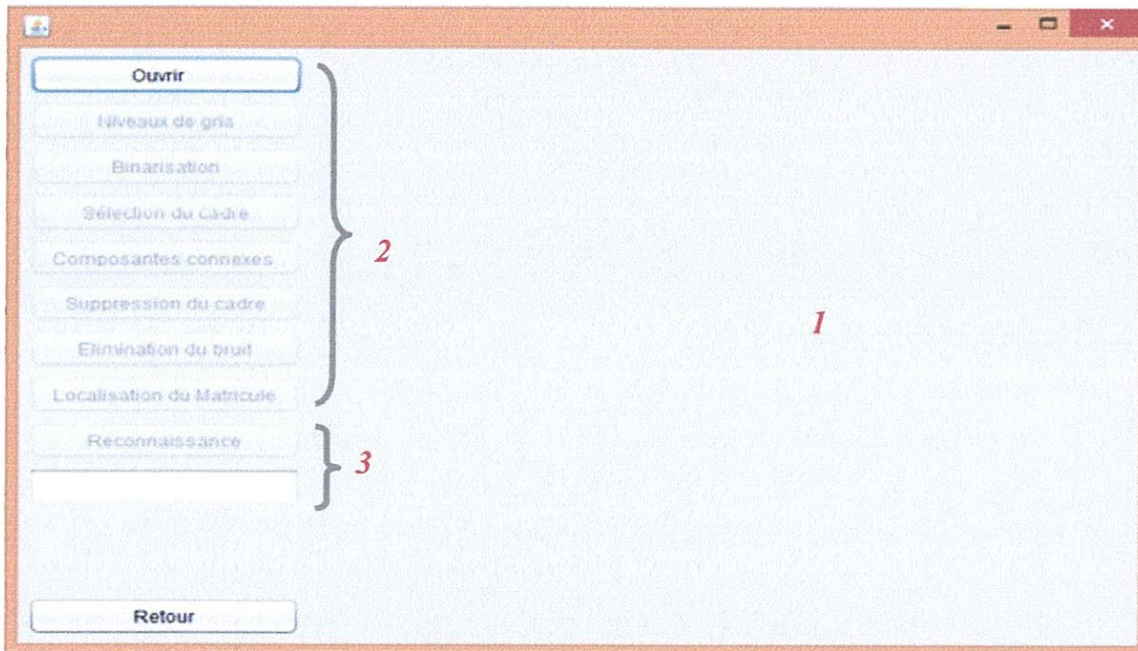 Ouvrir
Niveaux de gris
Binarisation
Sélection du cadre
Composantes connexes
Suppression du cadre
Elimination du bruit
Localisation du Matricule
Reconnaissance
Retour
2
1
3